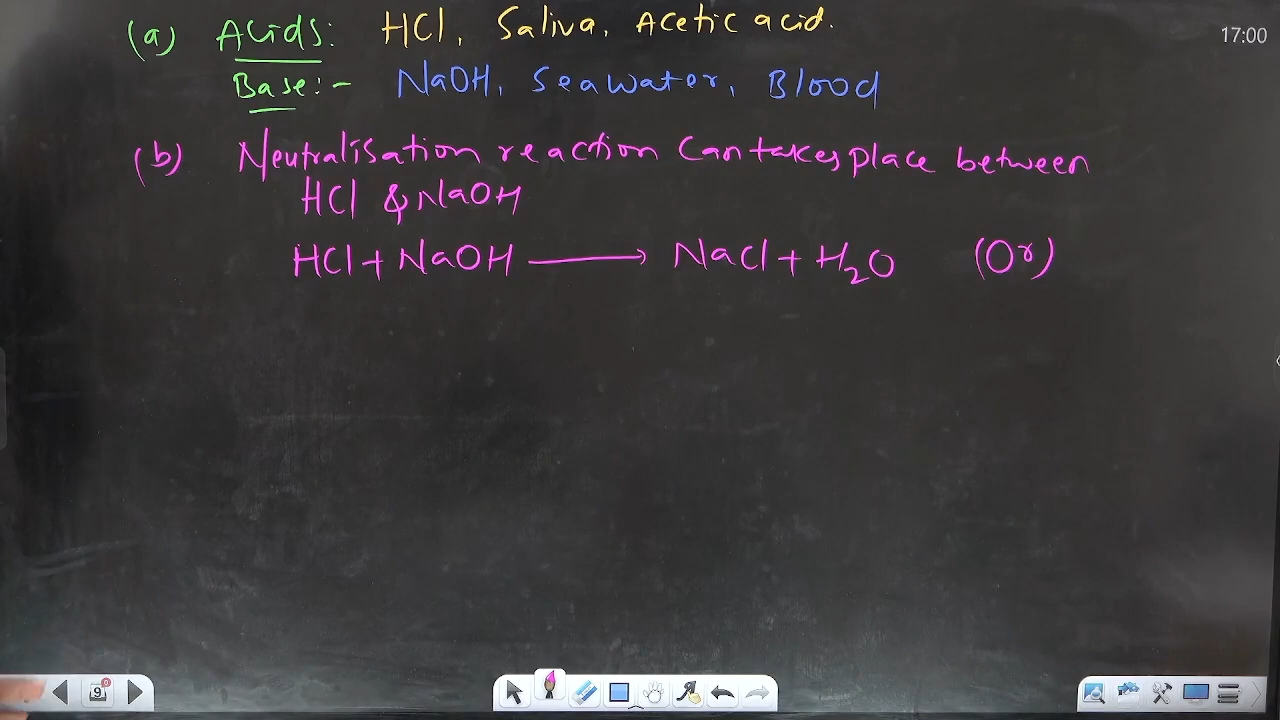 17:00
(a) Acids: HCl, Saliva, Acetic acid.
Base:- NaOH, Seawater, Blood
(b) Neutralisation reaction can takes place between
HCl & NaOH
HCl + NaOH ⟶ NaCl + H₂O (Or)
9